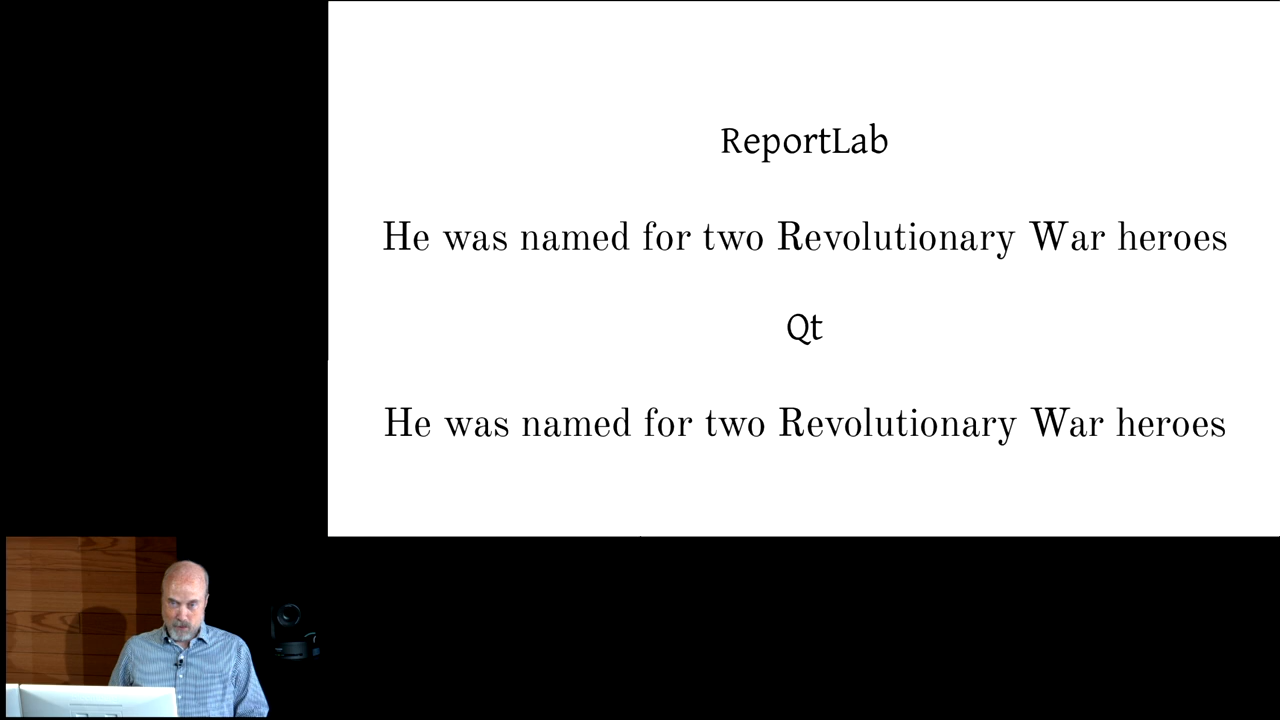 ReportLab
He was named for two Revolutionary War heroes
Qt
He was named for two Revolutionary War heroes